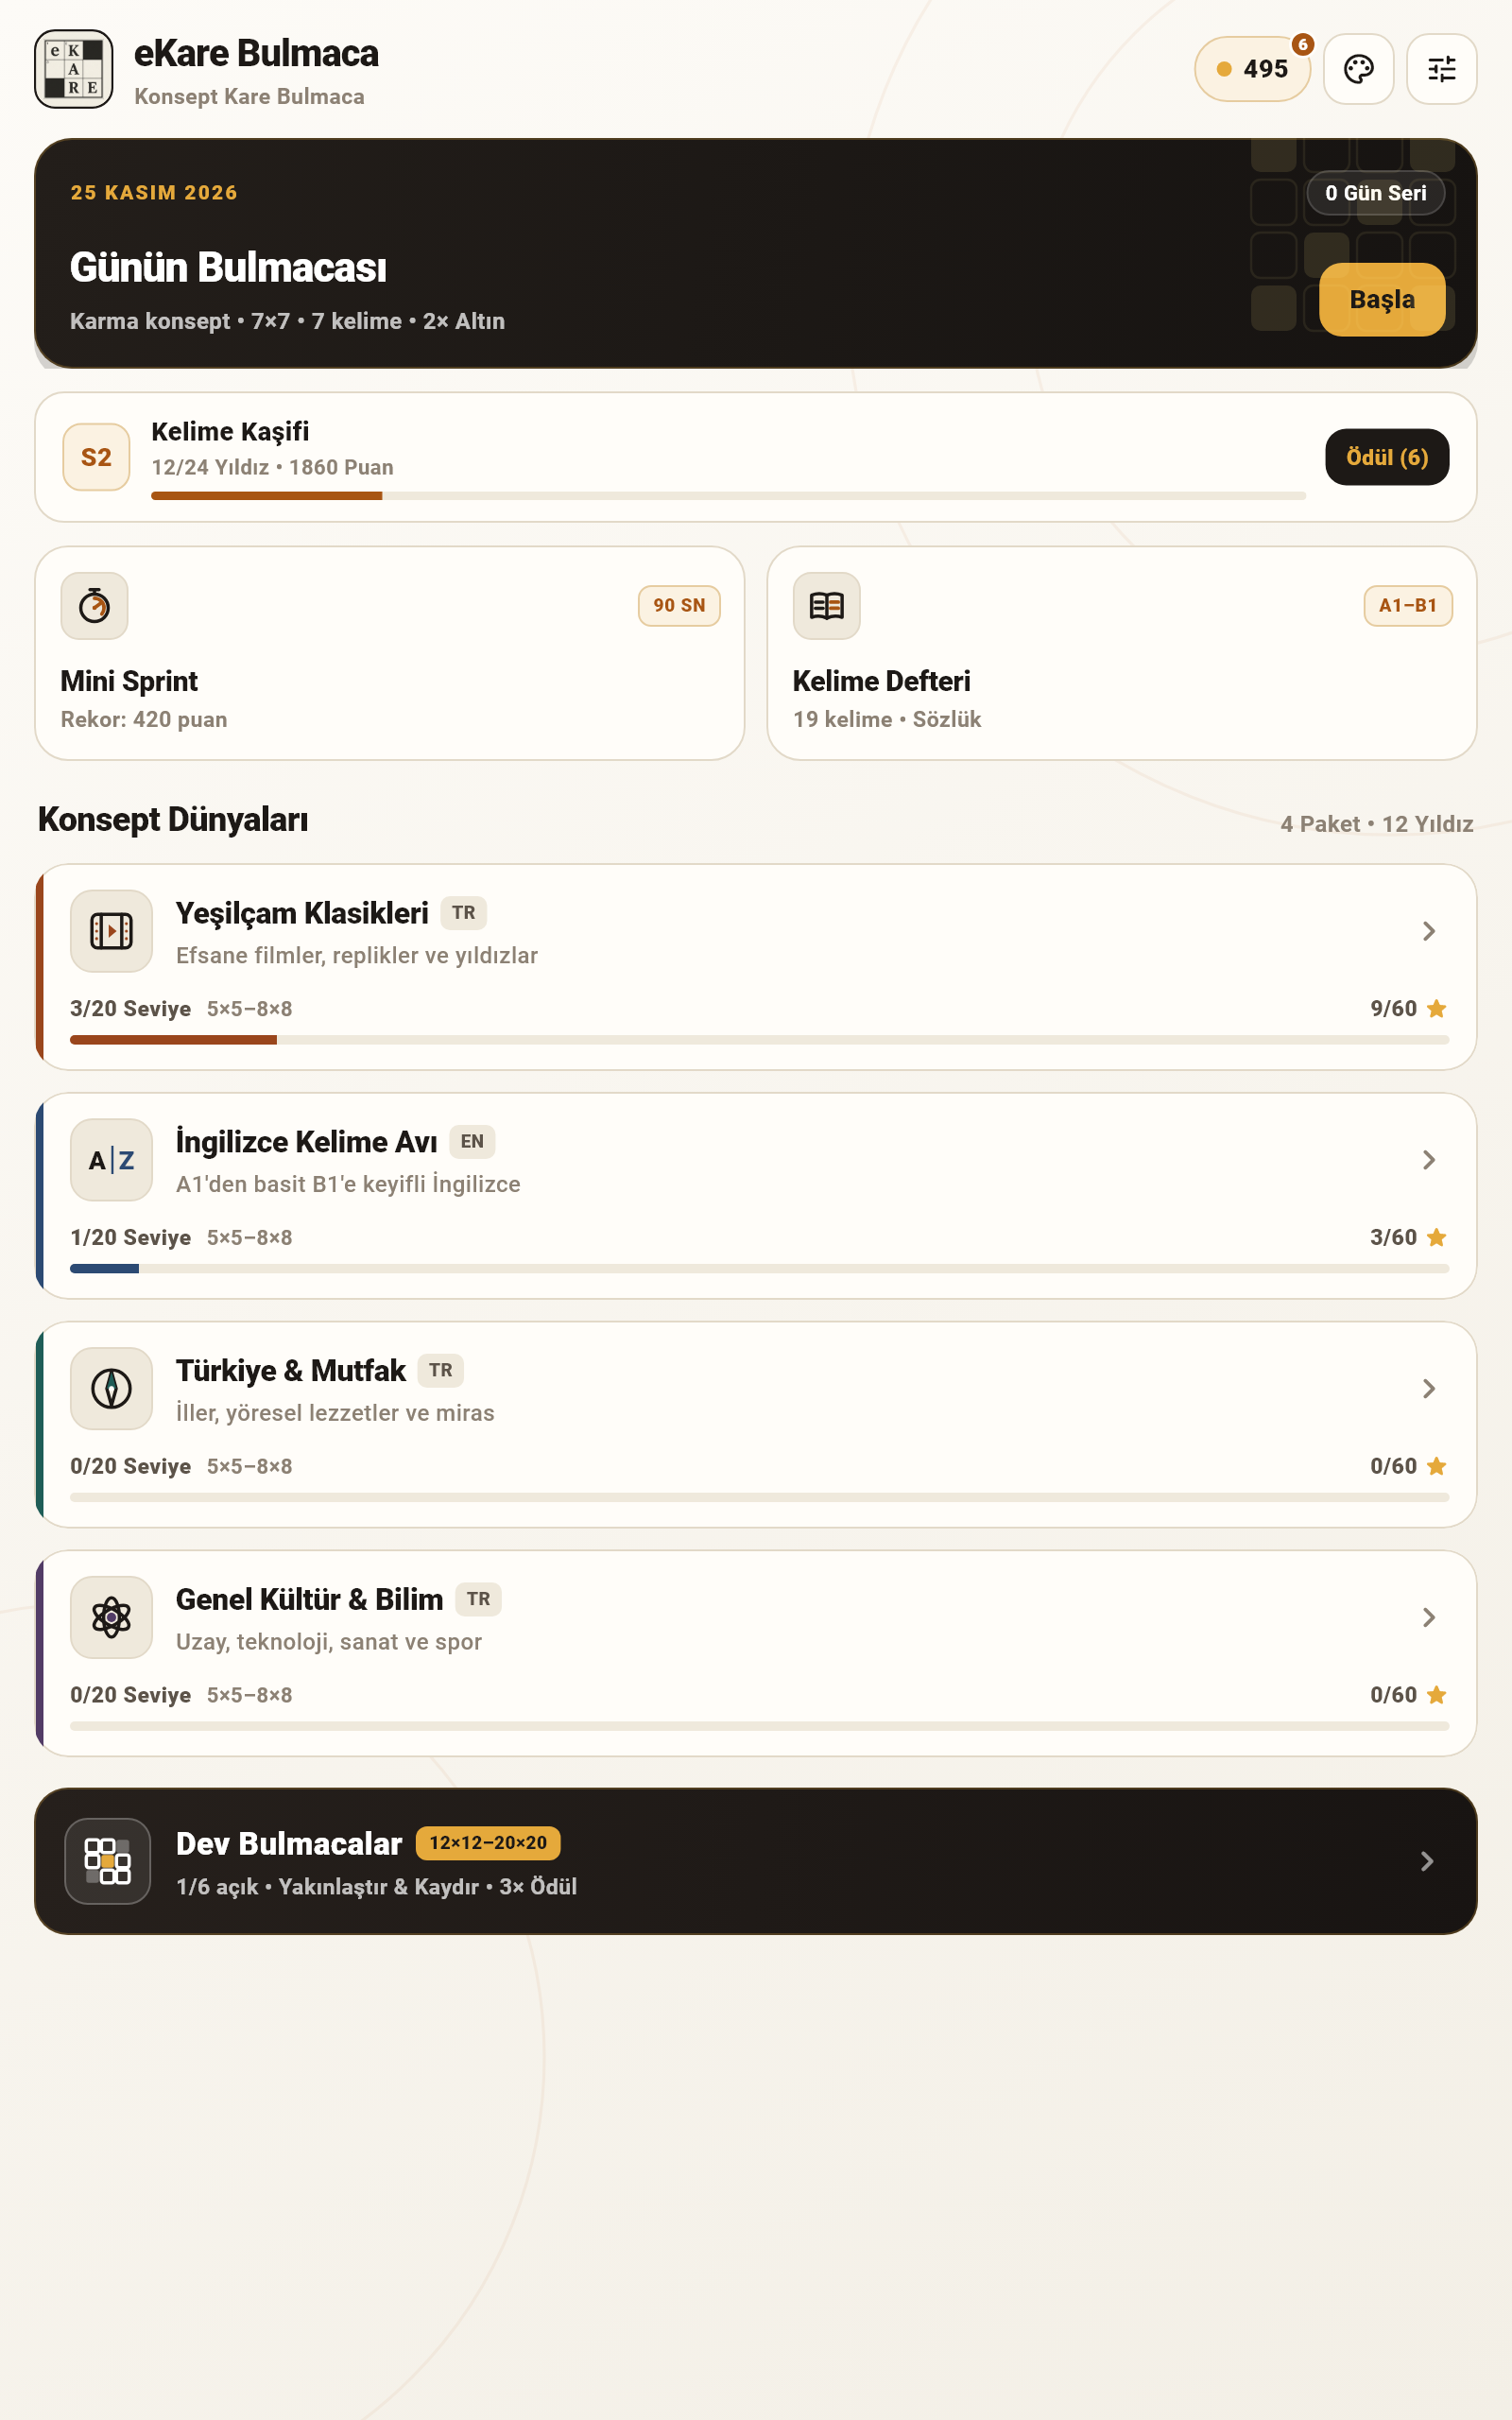 e K
A
R E
eKare Bulmaca
Konsept Kare Bulmaca
495
6
25 KASIM 2026
0 Gün Seri
Günün Bulmacası
Karma konsept • 7×7 • 7 kelime • 2× Altın
Başla
S2
Kelime Kaşifi
12/24 Yıldız • 1860 Puan
Ödül (6)
90 SN
Mini Sprint
Rekor: 420 puan
A1–B1
Kelime Defteri
19 kelime • Sözlük
Konsept Dünyaları
4 Paket • 12 Yıldız
Yeşilçam Klasikleri TR
Efsane filmler, replikler ve yıldızlar
3/20 Seviye 5×5–8×8
9/60
A|Z
İngilizce Kelime Avı EN
A1'den basit B1'e keyifli İngilizce
1/20 Seviye 5×5–8×8
3/60
Türkiye & Mutfak TR
İller, yöresel lezzetler ve miras
0/20 Seviye 5×5–8×8
0/60
Genel Kültür & Bilim TR
Uzay, teknoloji, sanat ve spor
0/20 Seviye 5×5–8×8
0/60
Dev Bulmacalar 12×12–20×20
1/6 açık • Yakınlaştır & Kaydır • 3× Ödül